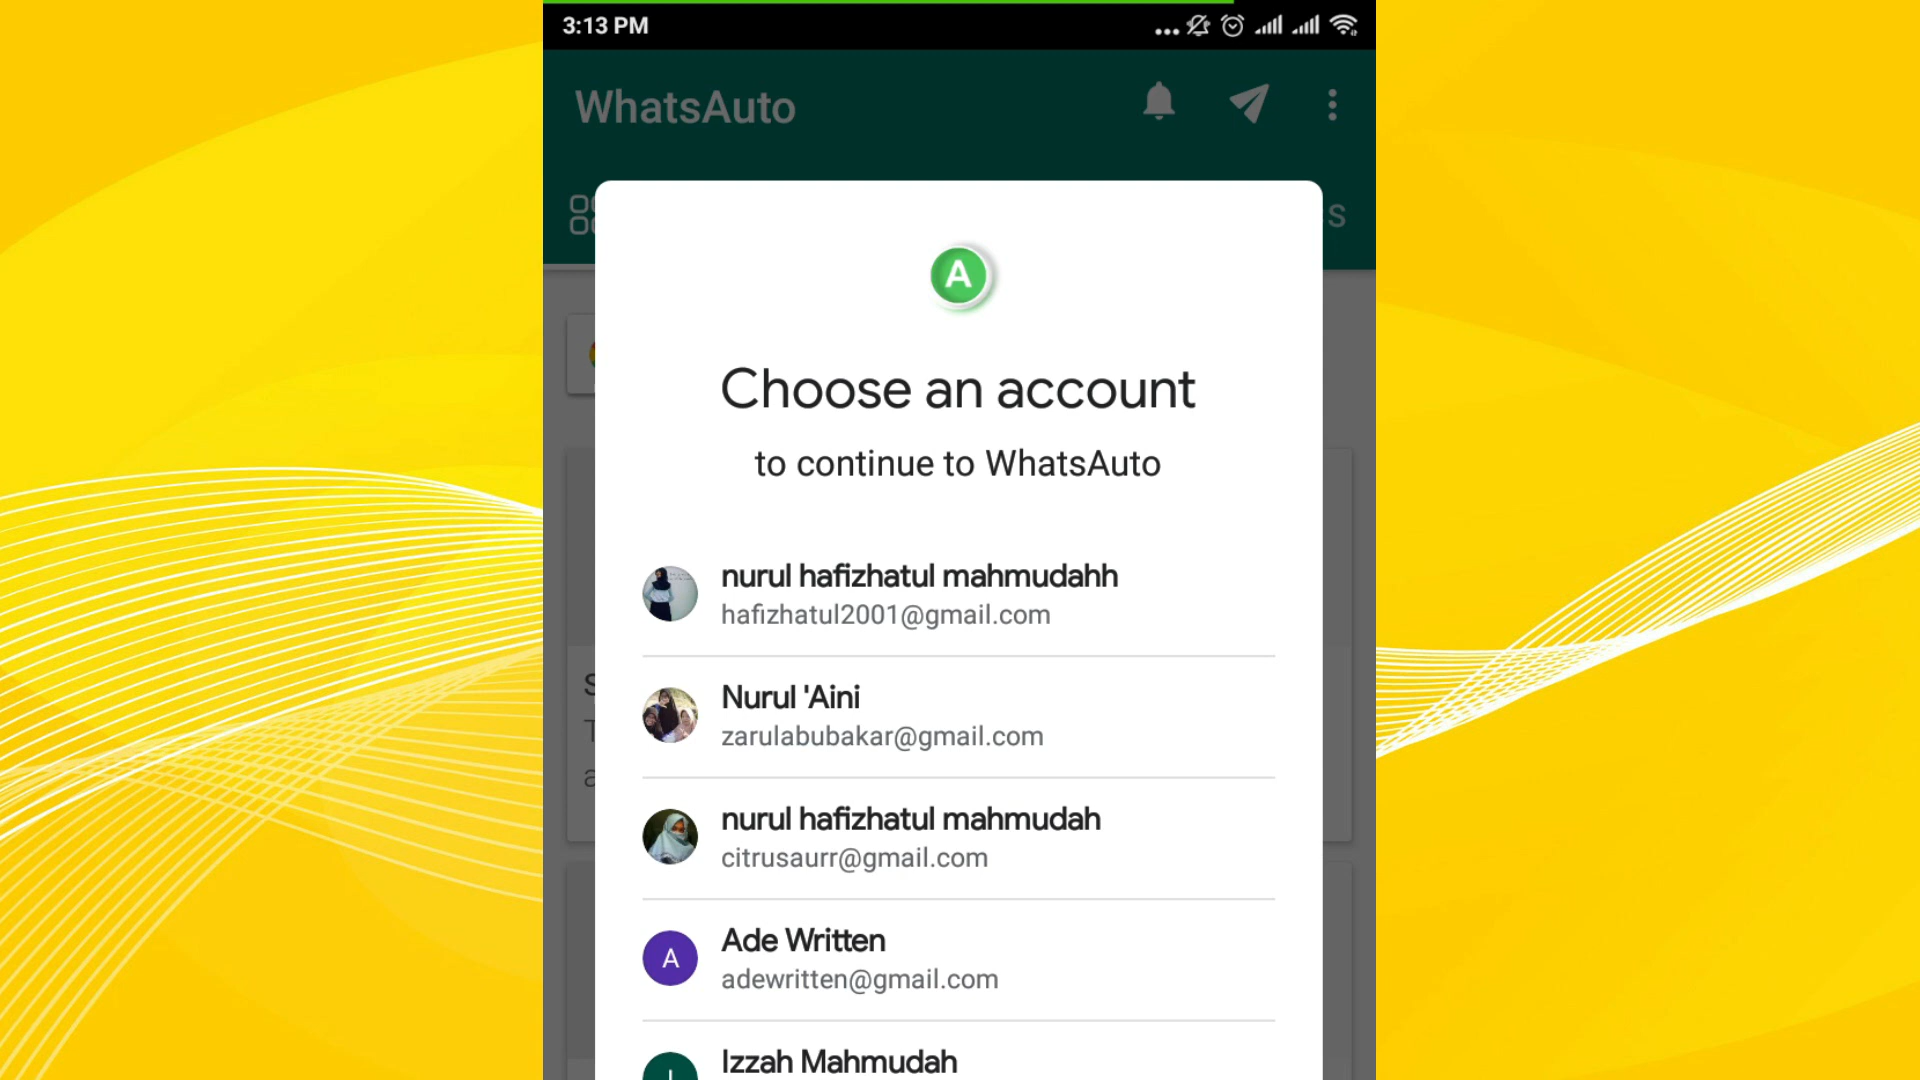 3:13 PM
WhatsAuto
S
A
Choose an account
to continue to WhatsAuto
nurul hafizhatul mahmudahh
hafizhatul2001@gmail.com
S
Nurul 'Aini
T
zarulabubakar@gmail.com
a
nurul hafizhatul mahmudah
citrusaurr@gmail.com
A
Ade Written
adewritten@gmail.com
Izzah Mahmudah